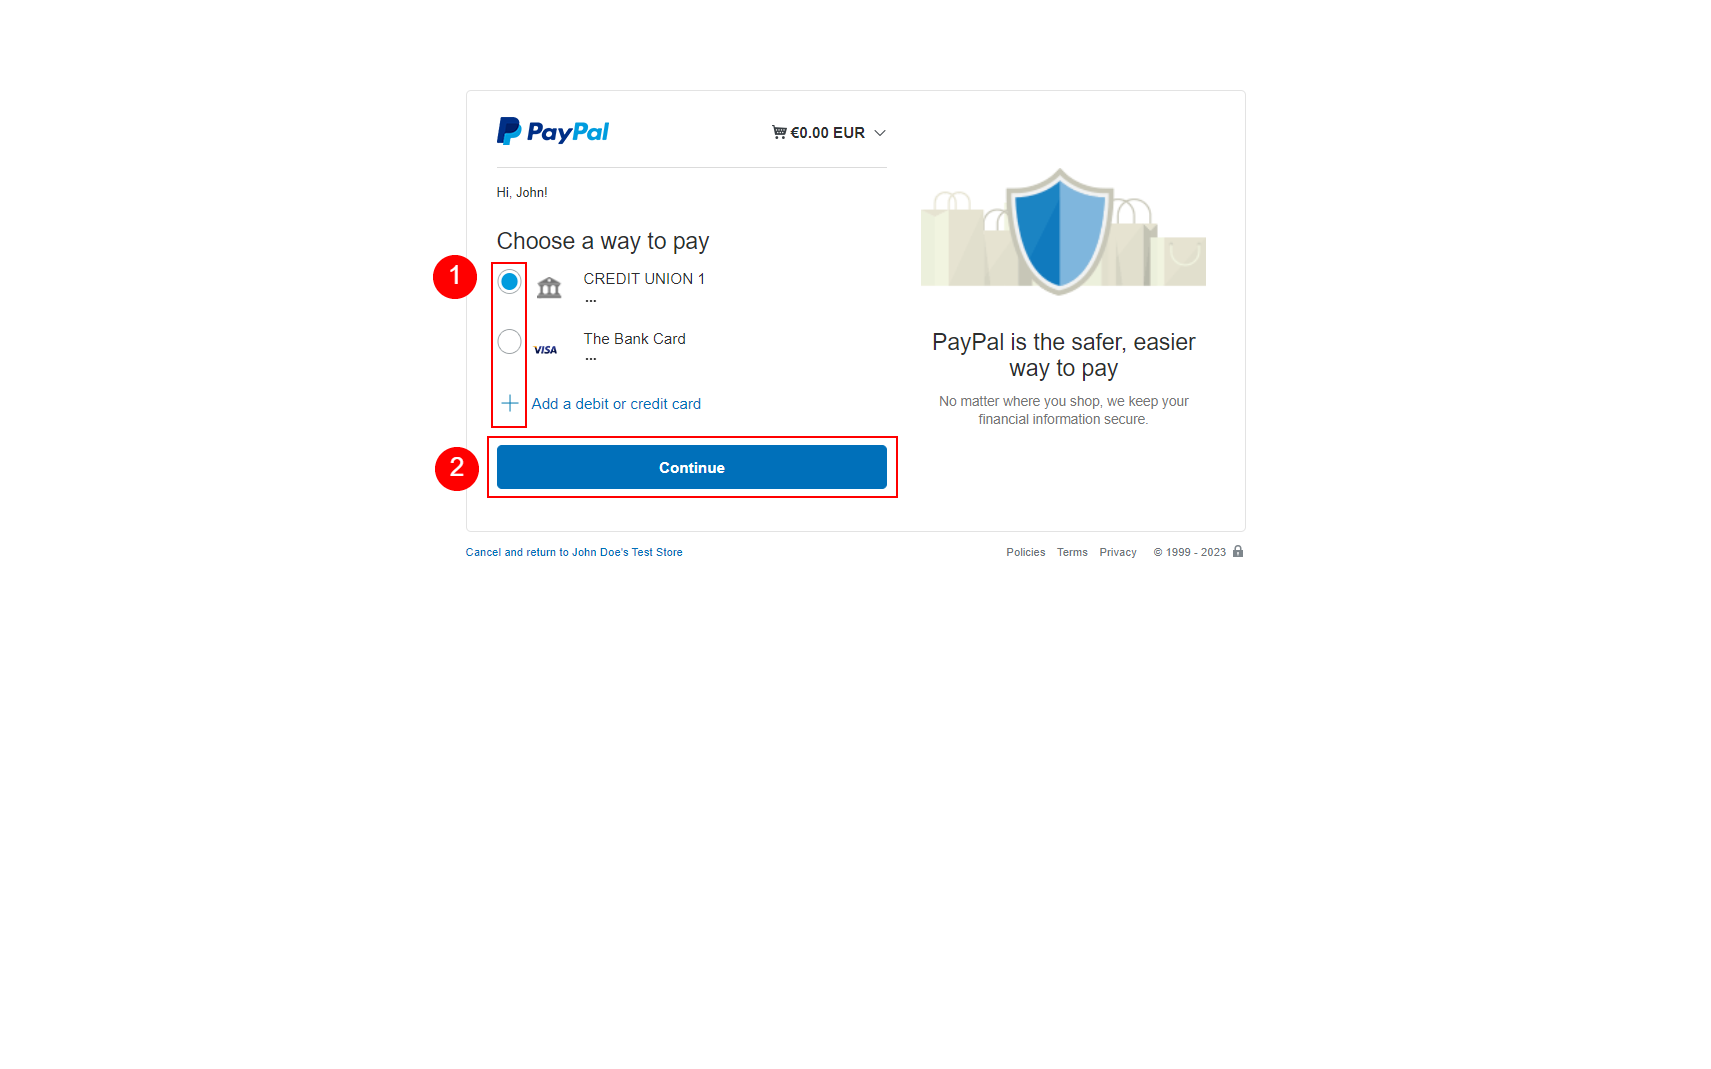 PayPal
€0.00 EUR
Hi, John!
Choose a way to pay
1
CREDIT UNION 1
...
VISA
The Bank Card
...
Add a debit or credit card
2
Continue
PayPal is the safer, easier
way to pay
No matter where you shop, we keep your
financial information secure.
Cancel and return to John Doe's Test Store
Policies Terms Privacy © 1999 - 2023